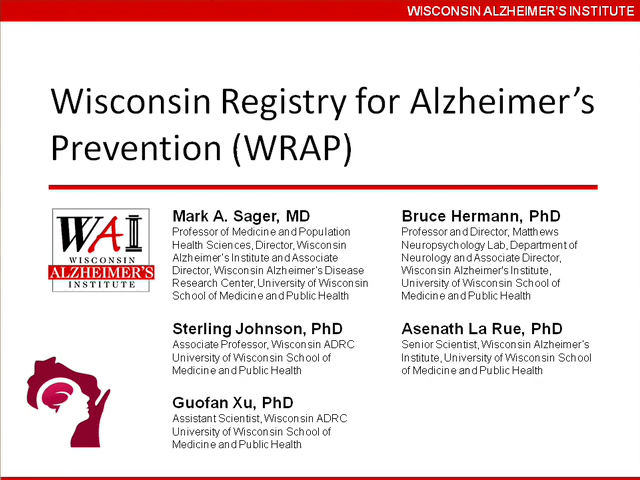 WISCONSIN ALZHEIMER'S INSTITUTE
Wisconsin Registry for Alzheimer's
Prevention (WRAP)
WAI
WISCONSIN
ALZHEIMER'S
INSTITUTE
Mark A. Sager, MD
Professor of Medicine and Population
Health Sciences, Director, Wisconsin
Alzheimer's Institute and Associate
Director, Wisconsin Alzheimer's Disease
Research Center, University of Wisconsin
School of Medicine and Public Health
Sterling Johnson, PhD
Associate Professor, Wisconsin ADRC
University of Wisconsin School of
Medicine and Public Health
Guofan Xu, PhD
Assistant Scientist, Wisconsin ADRC
University of Wisconsin School of
Medicine and Public Health
Bruce Hermann, PhD
Professor and Director, Matthews
Neuropsychology Lab, Department of
Neurology and Associate Director,
Wisconsin Alzheimer's Institute,
University of Wisconsin School of
Medicine and Public Health
Asenath La Rue, PhD
Senior Scientist, Wisconsin Alzheimer's
Institute, University of Wisconsin School
of Medicine and Public Health